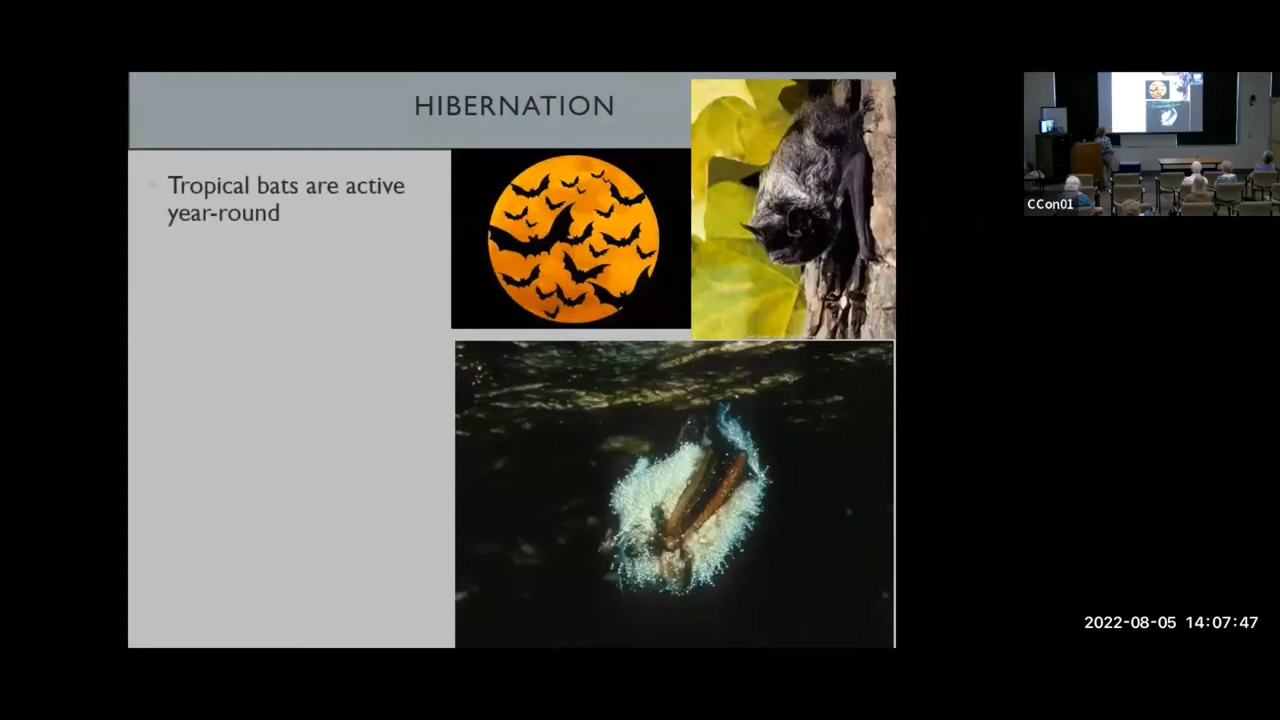 HIBERNATION
Tropical bats are active
year-round
CCon01
2022-08-05 14:07:47